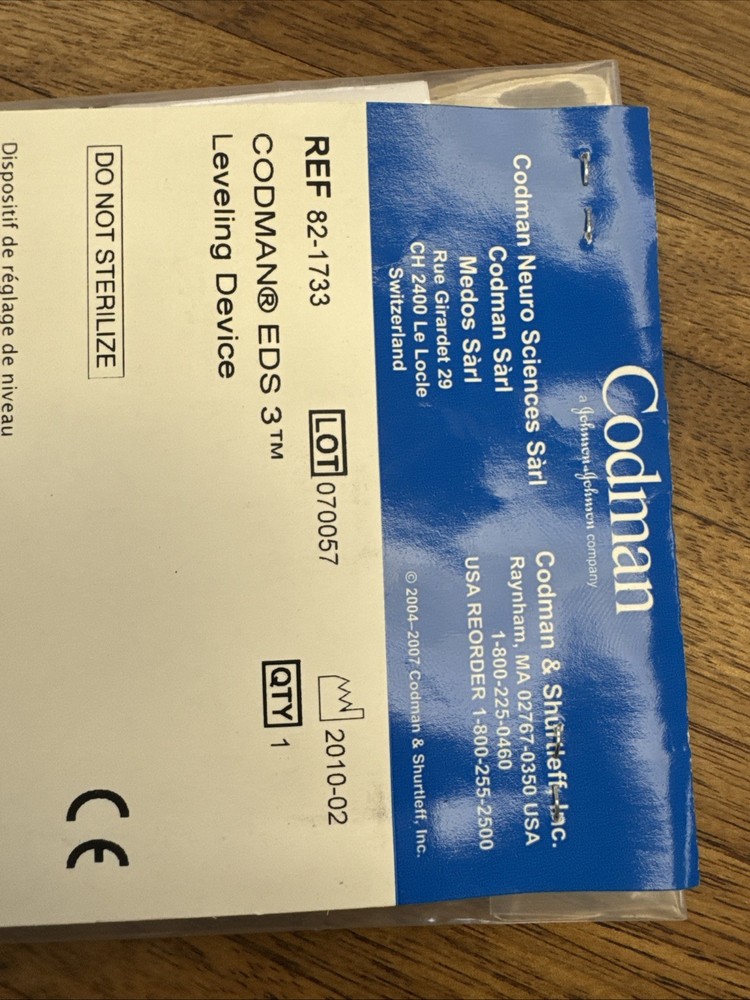 Codman
a Johnson & Johnson company
Codman Neuro Sciences Sàrl
Codman Sàrl
Medos Sàrl
Rue Girardet 29
CH 2400 Le Locle
Switzerland
Codman & Shurtleff, Inc.
Raynham, MA 02767-0350 USA
1-800-225-0460
USA REORDER 1-800-255-2500
© 2004–2007 Codman & Shurtleff, Inc.
REF 82-1733
LOT 070057
2010-02
CODMAN® EDS 3™
Leveling Device
QTY 1
DO NOT STERILIZE
CE
Dispositif de réglage de niveau